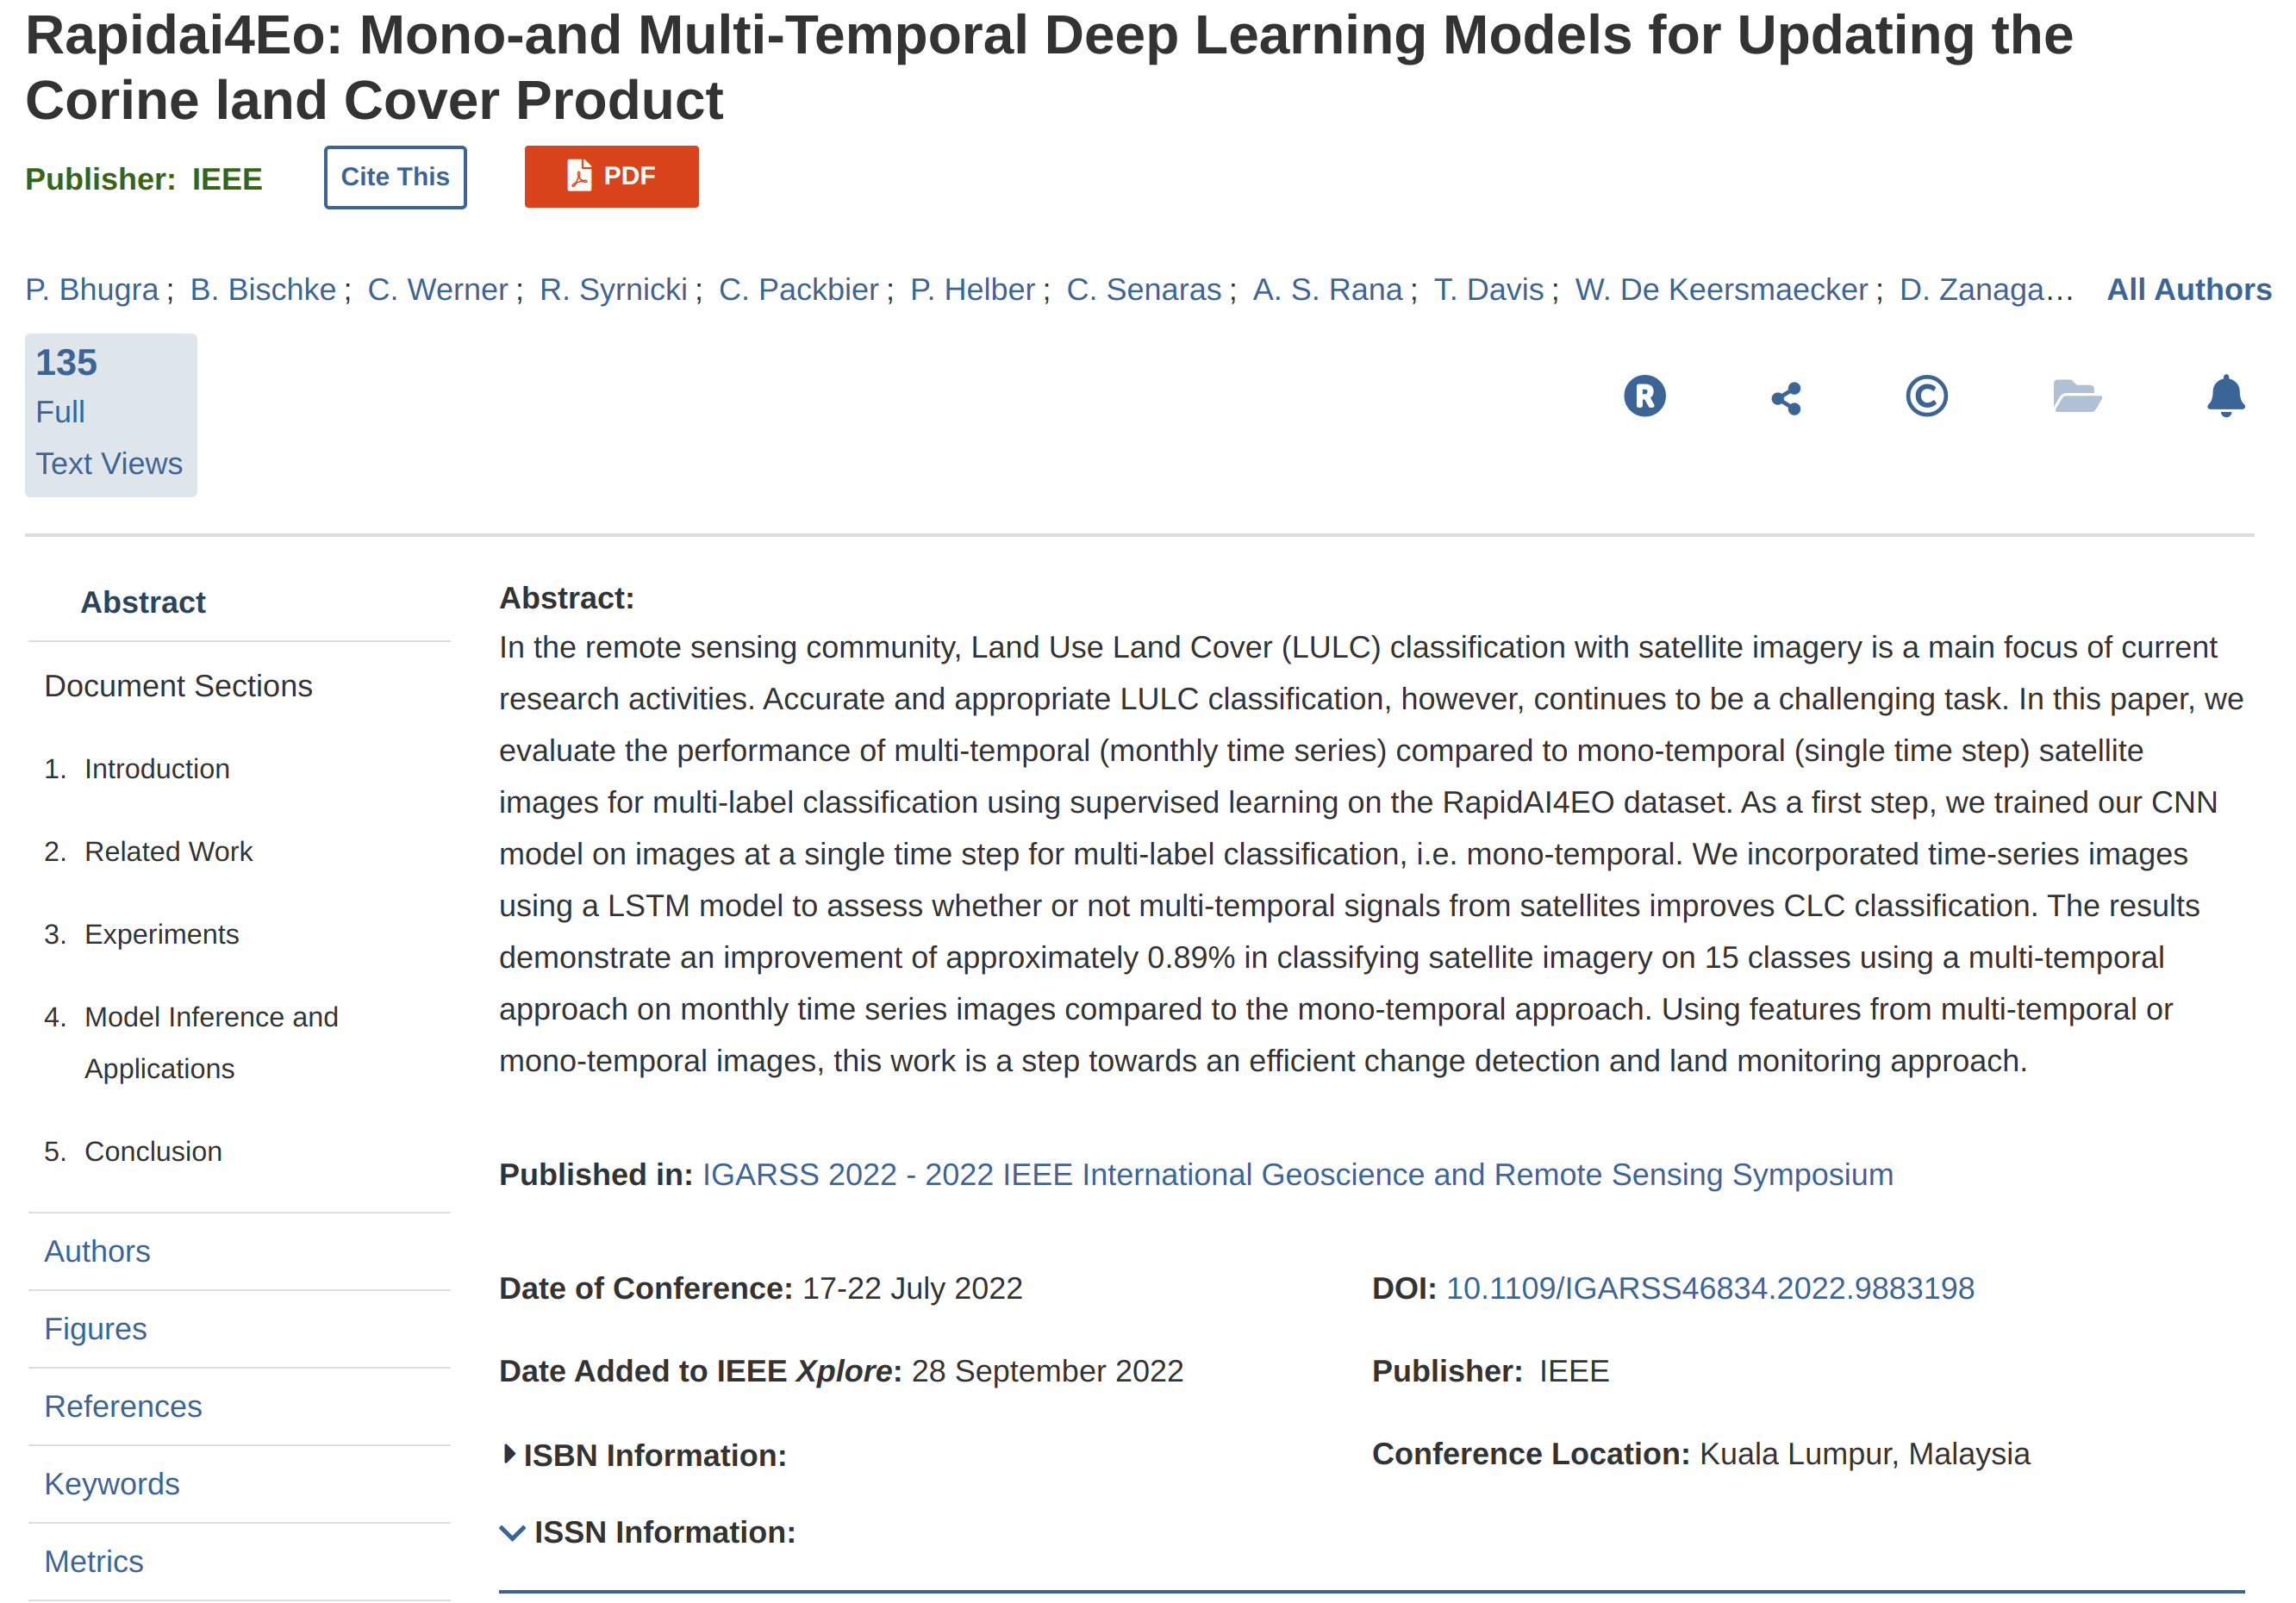 Rapidai4Eo: Mono-and Multi-Temporal Deep Learning Models for Updating the
Corine land Cover Product
Publisher: IEEE
Cite This
PDF
P. Bhugra ; B. Bischke ; C. Werner ; R. Syrnicki ; C. Packbier ; P. Helber ; C. Senaras ; A. S. Rana ; T. Davis ; W. De Keersmaecker ; D. Zanaga… All Authors
135
Full
Text Views
Abstract
Document Sections
1. Introduction
2. Related Work
3. Experiments
4. Model Inference and
Applications
5. Conclusion
Authors
Figures
References
Keywords
Metrics
Abstract:
In the remote sensing community, Land Use Land Cover (LULC) classification with satellite imagery is a main focus of current
research activities. Accurate and appropriate LULC classification, however, continues to be a challenging task. In this paper, we
evaluate the performance of multi-temporal (monthly time series) compared to mono-temporal (single time step) satellite
images for multi-label classification using supervised learning on the RapidAI4EO dataset. As a first step, we trained our CNN
model on images at a single time step for multi-label classification, i.e. mono-temporal. We incorporated time-series images
using a LSTM model to assess whether or not multi-temporal signals from satellites improves CLC classification. The results
demonstrate an improvement of approximately 0.89% in classifying satellite imagery on 15 classes using a multi-temporal
approach on monthly time series images compared to the mono-temporal approach. Using features from multi-temporal or
mono-temporal images, this work is a step towards an efficient change detection and land monitoring approach.
Published in: IGARSS 2022 - 2022 IEEE International Geoscience and Remote Sensing Symposium
Date of Conference: 17-22 July 2022
Date Added to IEEE Xplore: 28 September 2022
ISBN Information:
ISSN Information:
DOI: 10.1109/IGARSS46834.2022.9883198
Publisher: IEEE
Conference Location: Kuala Lumpur, Malaysia